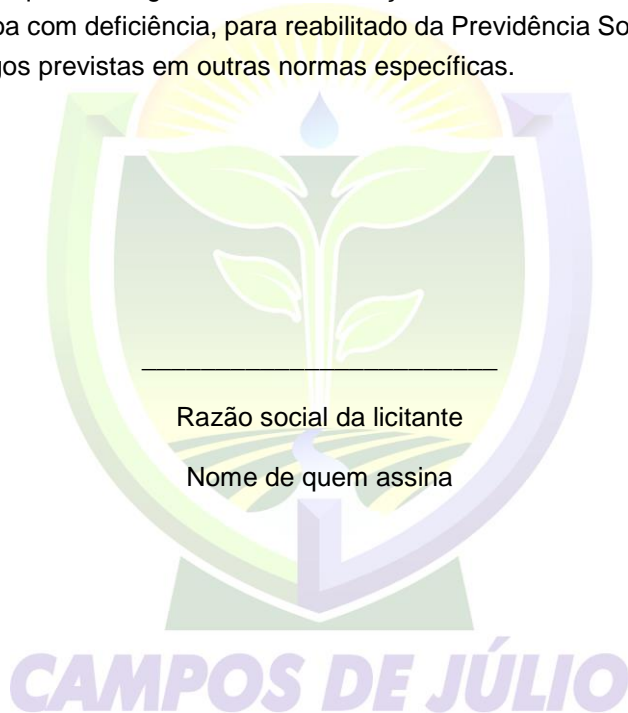 com deficiência, para reabilitado da Previdência
previstas em outras normas específicas.
Razão social da licitante
Nome de quem assina
CAMPOS DE JÚLIO